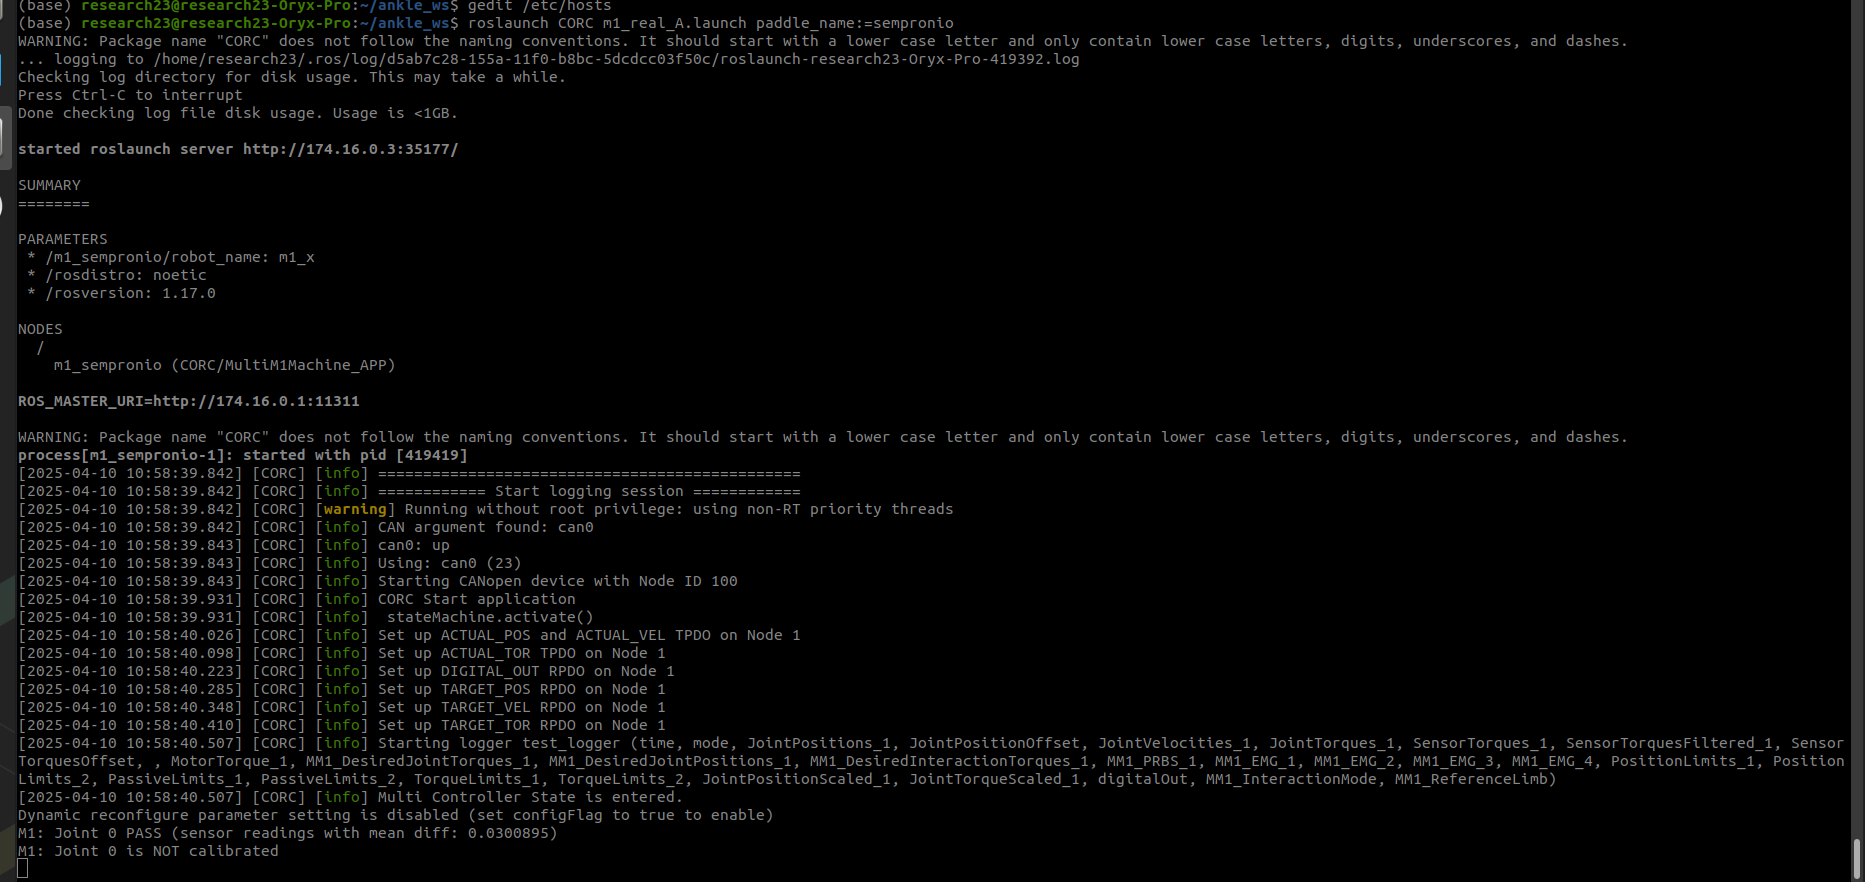 (base) research23@research23-Oryx-Pro:~/ankle_ws$ gedit /etc/hosts
(base) research23@research23-Oryx-Pro:~/ankle_ws$ roslaunch CORC m1_real_A.launch paddle_name:=sempronio
WARNING: Package name "CORC" does not follow the naming conventions. It should start with a lower case letter and only contain lower case letters, digits, underscores, and dashes.
... logging to /home/research23/.ros/log/d5ab7c28-155a-11f0-b8bc-5dcdcc03f50c/roslaunch-research23-Oryx-Pro-419392.log
Checking log directory for disk usage. This may take a while.
Press Ctrl-C to interrupt
Done checking log file disk usage. Usage is <1GB.
started roslaunch server http://174.16.0.3:35177/
SUMMARY
========
PARAMETERS
 * /m1_sempronio/robot_name: m1_x
 * /rosdistro: noetic
 * /rosversion: 1.17.0
NODES
  /
    m1_sempronio (CORC/MultiM1Machine_APP)
ROS_MASTER_URI=http://174.16.0.1:11311
WARNING: Package name "CORC" does not follow the naming conventions. It should start with a lower case letter and only contain lower case letters, digits, underscores, and dashes.
process[m1_sempronio-1]: started with pid [419419]
[2025-04-10 10:58:39.842] [CORC] [info] ===============================================
[2025-04-10 10:58:39.842] [CORC] [info] ============ Start logging session ============
[2025-04-10 10:58:39.842] [CORC] [warning] Running without root privilege: using non-RT priority threads
[2025-04-10 10:58:39.842] [CORC] [info] CAN argument found: can0
[2025-04-10 10:58:39.843] [CORC] [info] can0: up
[2025-04-10 10:58:39.843] [CORC] [info] Using: can0 (23)
[2025-04-10 10:58:39.843] [CORC] [info] Starting CANopen device with Node ID 100
[2025-04-10 10:58:39.931] [CORC] [info] CORC Start application
[2025-04-10 10:58:39.931] [CORC] [info]  stateMachine.activate()
[2025-04-10 10:58:40.026] [CORC] [info] Set up ACTUAL_POS and ACTUAL_VEL TPDO on Node 1
[2025-04-10 10:58:40.098] [CORC] [info] Set up ACTUAL_TOR TPDO on Node 1
[2025-04-10 10:58:40.223] [CORC] [info] Set up DIGITAL_OUT RPDO on Node 1
[2025-04-10 10:58:40.285] [CORC] [info] Set up TARGET_POS RPDO on Node 1
[2025-04-10 10:58:40.348] [CORC] [info] Set up TARGET_VEL RPDO on Node 1
[2025-04-10 10:58:40.410] [CORC] [info] Set up TARGET_TOR RPDO on Node 1
[2025-04-10 10:58:40.507] [CORC] [info] Starting logger test_logger (time, mode, JointPositions_1, JointPositionOffset, JointVelocities_1, JointTorques_1, SensorTorques_1, SensorTorquesFiltered_1, Sensor
TorquesOffset, , MotorTorque_1, MM1_DesiredJointTorques_1, MM1_DesiredJointPositions_1, MM1_DesiredInteractionTorques_1, MM1_PRBS_1, MM1_EMG_1, MM1_EMG_2, MM1_EMG_3, MM1_EMG_4, PositionLimits_1, Position
Limits_2, PassiveLimits_1, PassiveLimits_2, TorqueLimits_1, TorqueLimits_2, JointPositionScaled_1, JointTorqueScaled_1, digitalOut, MM1_InteractionMode, MM1_ReferenceLimb)
[2025-04-10 10:58:40.507] [CORC] [info] Multi Controller State is entered.
Dynamic reconfigure parameter setting is disabled (set configFlag to true to enable)
M1: Joint 0 PASS (sensor readings with mean diff: 0.0300895)
M1: Joint 0 is NOT calibrated